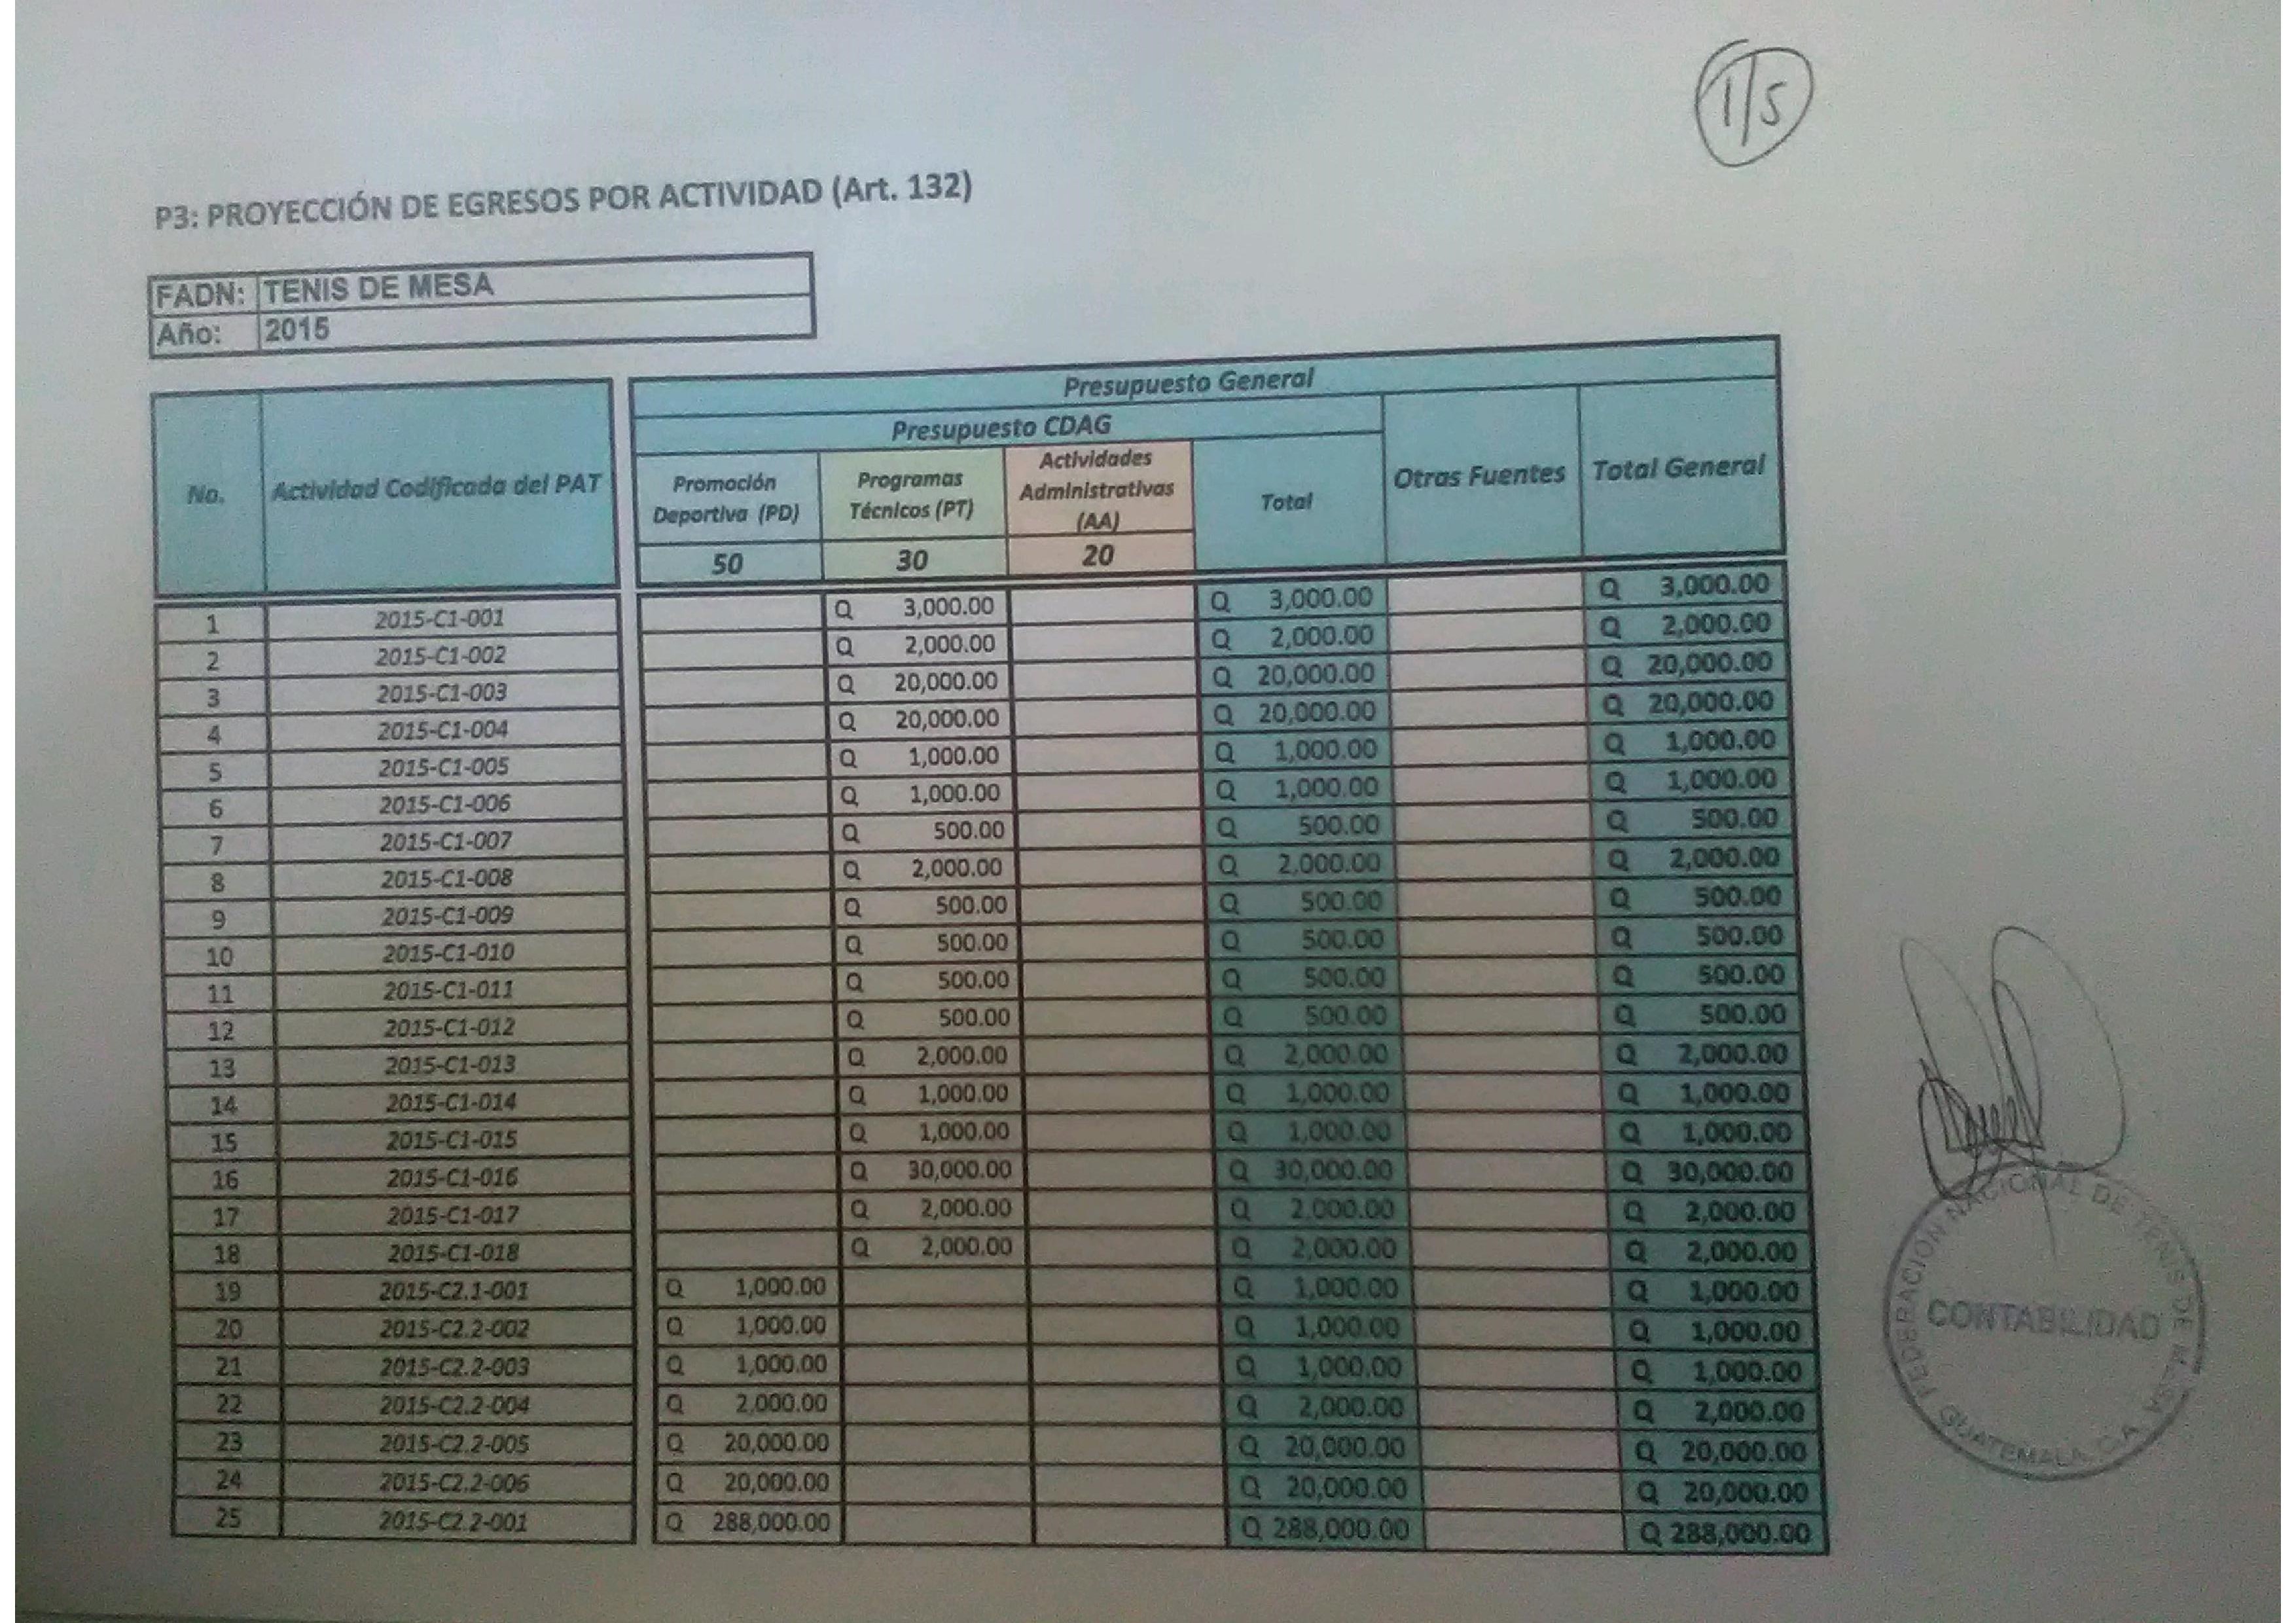 1/5
P3: PROYECCIÓN DE EGRESOS POR ACTIVIDAD (Art. 132)
FADN: TENIS DE MESA
Año: 2015
Presupuesto General
Presupuesto CDAG
No. Actividad Codificada del PAT Promoción Deportiva (PD) Programas Técnicos (PT) Actividades Administrativas (AA) Total Otras Fuentes Total General
50 30 20
1 2015-C1-001 Q 3,000.00 Q 3,000.00 Q 3,000.00
2 2015-C1-002 Q 2,000.00 Q 2,000.00 Q 2,000.00
3 2015-C1-003 Q 20,000.00 Q 20,000.00 Q 20,000.00
4 2015-C1-004 Q 20,000.00 Q 20,000.00 Q 20,000.00
5 2015-C1-005 Q 1,000.00 Q 1,000.00 Q 1,000.00
6 2015-C1-006 Q 1,000.00 Q 1,000.00 Q 1,000.00
7 2015-C1-007 Q 500.00 Q 500.00 Q 500.00
8 2015-C1-008 Q 2,000.00 Q 2,000.00 Q 2,000.00
9 2015-C1-009 Q 500.00 Q 500.00 Q 500.00
10 2015-C1-010 Q 500.00 Q 500.00 Q 500.00
11 2015-C1-011 Q 500.00 Q 500.00 Q 500.00
12 2015-C1-012 Q 500.00 Q 500.00 Q 500.00
13 2015-C1-013 Q 2,000.00 Q 2,000.00 Q 2,000.00
14 2015-C1-014 Q 1,000.00 Q 1,000.00 Q 1,000.00
15 2015-C1-015 Q 1,000.00 Q 1,000.00 Q 1,000.00
16 2015-C1-016 Q 30,000.00 Q 30,000.00 Q 30,000.00
17 2015-C1-017 Q 2,000.00 Q 2,000.00 Q 2,000.00
18 2015-C1-018 Q 2,000.00 Q 2,000.00 Q 2,000.00
19 2015-C2.1-001 Q 1,000.00 Q 1,000.00 Q 1,000.00
20 2015-C2.2-002 Q 1,000.00 Q 1,000.00 Q 1,000.00
21 2015-C2.2-003 Q 1,000.00 Q 1,000.00 Q 1,000.00
22 2015-C2.2-004 Q 2,000.00 Q 2,000.00 Q 2,000.00
23 2015-C2.2-005 Q 20,000.00 Q 20,000.00 Q 20,000.00
24 2015-C2.2-006 Q 20,000.00 Q 20,000.00 Q 20,000.00
25 2015-C2.2-001 Q 288,000.00 Q 288,000.00 Q 288,000.00
FEDERACION NACIONAL DE TENIS DE MESA
CONTABILIDAD
GUATEMALA, C.A.